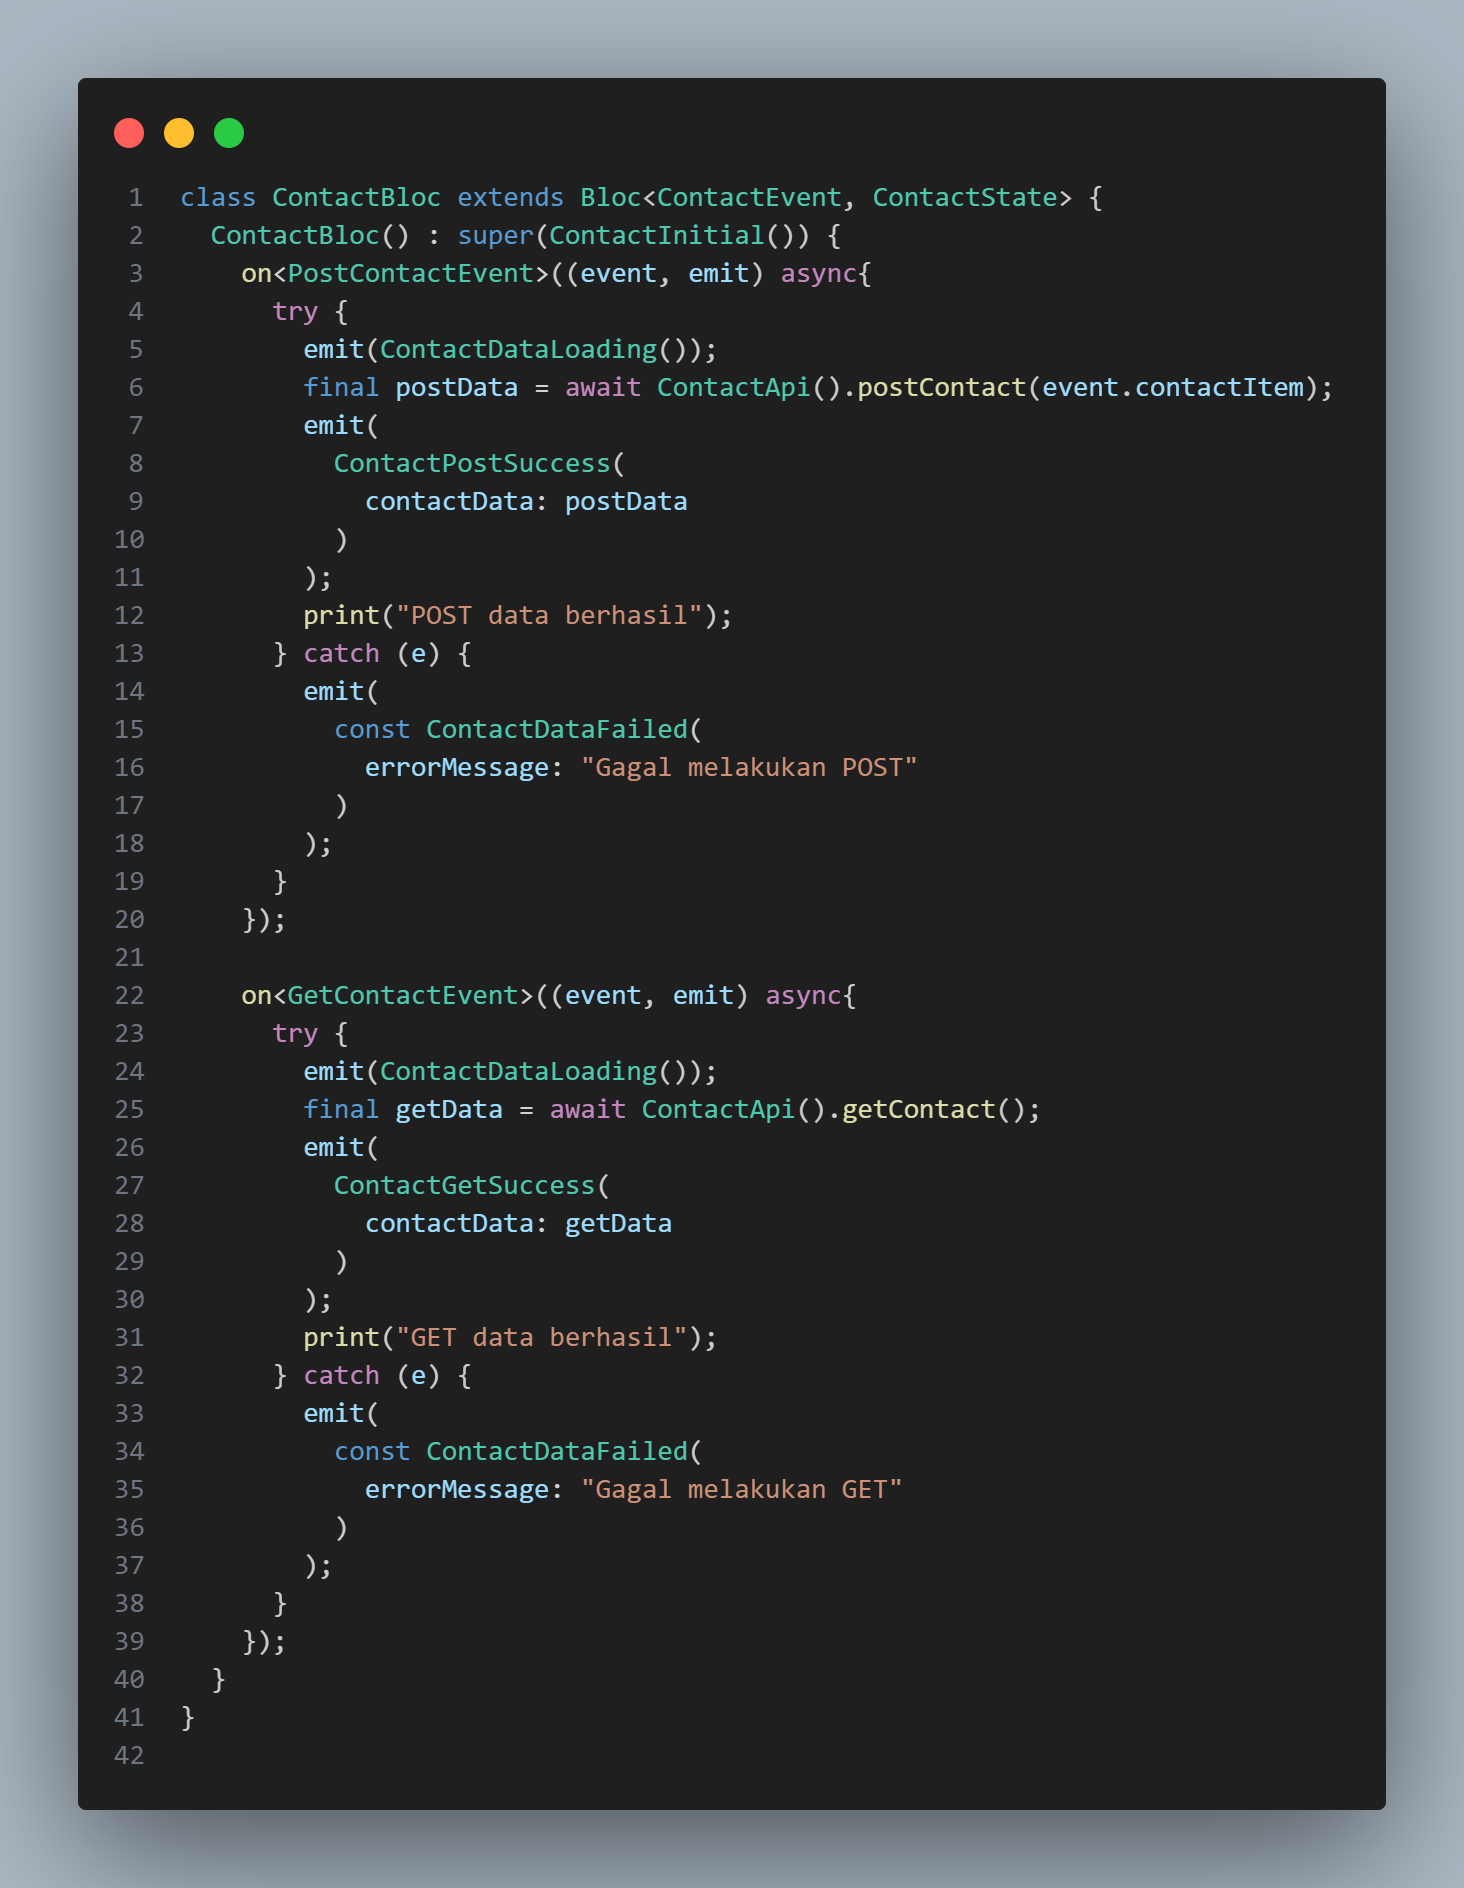 1 class ContactBloc extends Bloc<ContactEvent, ContactState> {
2 ContactBloc() : super(ContactInitial()) {
3 on<PostContactEvent>((event, emit) async{
4 try {
5 emit(ContactDataLoading());
6 final postData = await ContactApi().postContact(event.contactItem);
7 emit(
8 ContactPostSuccess(
9 contactData: postData
10 )
11 );
12 print("POST data berhasil");
13 } catch (e) {
14 emit(
15 const ContactDataFailed(
16 errorMessage: "Gagal melakukan POST"
17 )
18 );
19 }
20 });
21
22 on<GetContactEvent>((event, emit) async{
23 try {
24 emit(ContactDataLoading());
25 final getData = await ContactApi().getContact();
26 emit(
27 ContactGetSuccess(
28 contactData: getData
29 )
30 );
31 print("GET data berhasil");
32 } catch (e) {
33 emit(
34 const ContactDataFailed(
35 errorMessage: "Gagal melakukan GET"
36 )
37 );
38 }
39 });
40 }
41 }
42